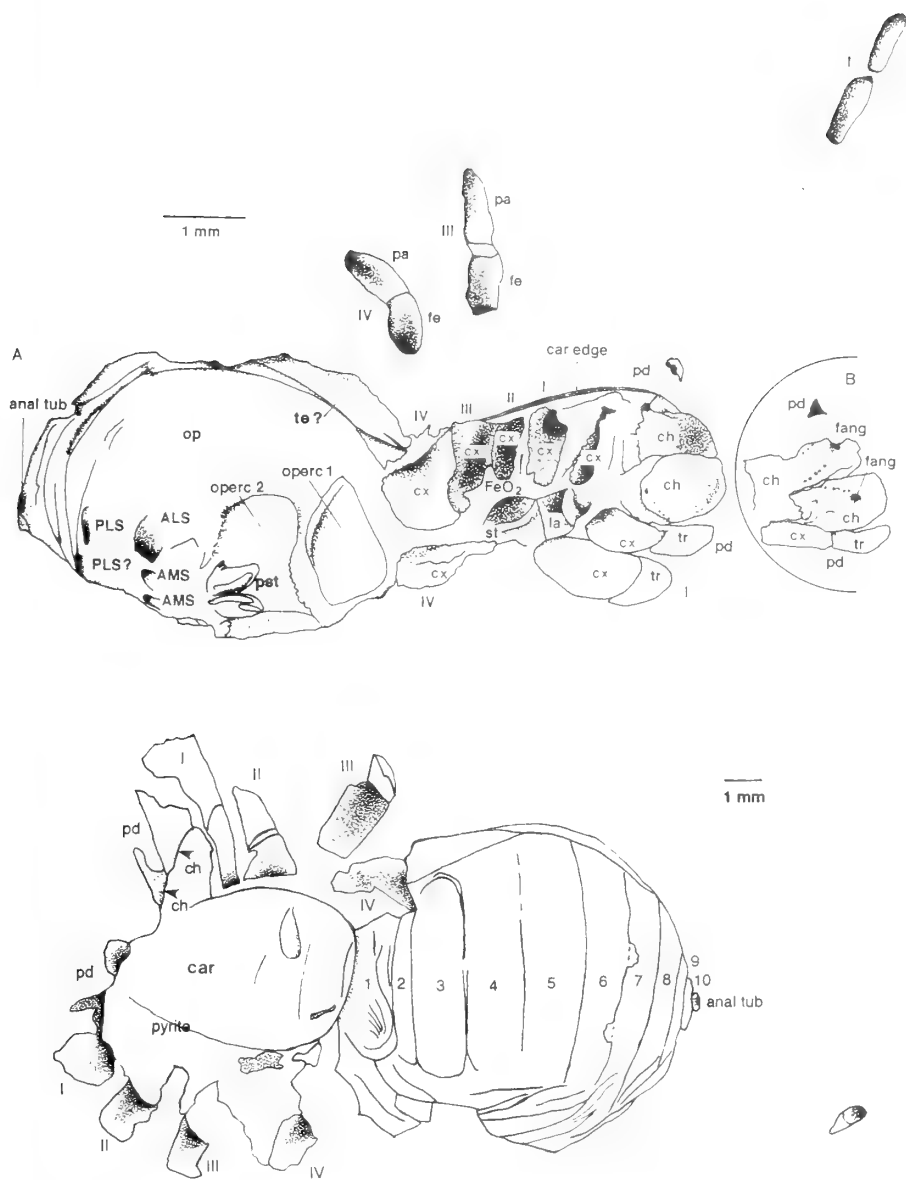 I
pa
III
1 mm
pa
fe
IV
fe
A
car edge
pd
B
anal tub
te ?
IV
III
II
I
pd
op
cx
cx
cx
cx
ch
fang
operc 2
operc 1
cx
FeO2
ch
fang
PLS
ALS
st
la
ch
ch
PLS?
AMS
pst
cx
tr
pd
cx
tr
AMS
cx
cx
tr
pd
IV
I
I
II
III
1 mm
pd
ch
ch
IV
car
pd
9
1
2
3
4
5
6
7
8
10
anal tub
pyrite
I
II
III
IV